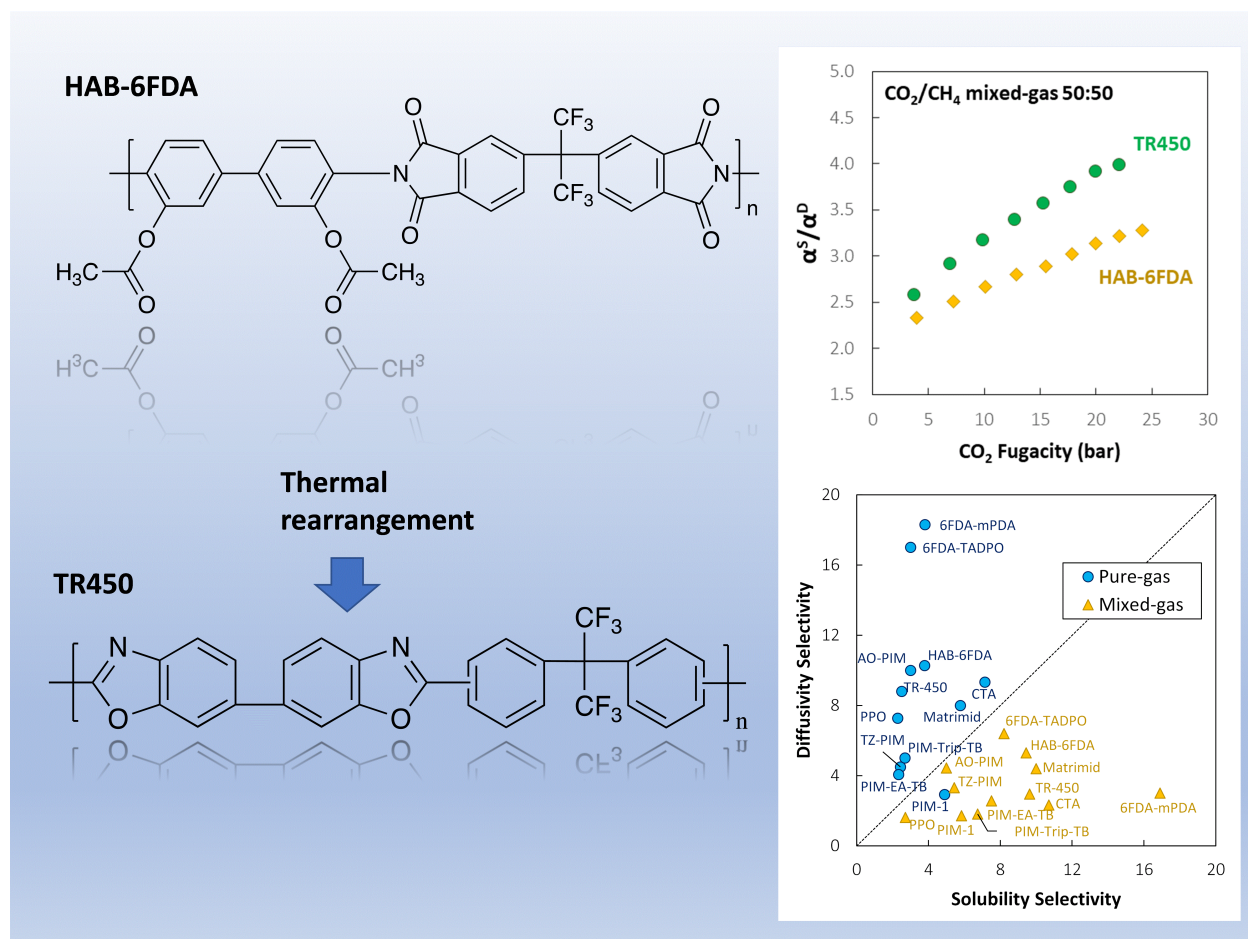 HAB-6FDA
O
O
CF₃
N
N
CF₃
n
O
O
O
O
H₃C
CH₃
O
O
O
O
H³C
CH³
O
O
O
O
Thermal
rearrangement
TR450
N
N
CF₃
CF₃
O
O
n
O
O
CF₃
CO₂/CH₄ mixed-gas 50:50
TR450
HAB-6FDA
αˢ/αᴰ
5.0
4.5
4.0
3.5
3.0
2.5
2.0
1.5
0 5 10 15 20 25 30
CO₂ Fugacity (bar)
20
16
12
8
4
0
Diffusivity Selectivity
6FDA-mPDA
6FDA-TADPO
Pure-gas
Mixed-gas
AO-PIM
HAB-6FDA
TR-450
CTA
PPO
Matrimid
6FDA-TADPO
TZ-PIM
PIM-Trip-TB
HAB-6FDA
AO-PIM
Matrimid
PIM-EA-TB
TZ-PIM
TR-450
PIM-1
CTA
6FDA-mPDA
PPO
PIM-1
PIM-EA-TB
PIM-Trip-TB
0 4 8 12 16 20
Solubility Selectivity